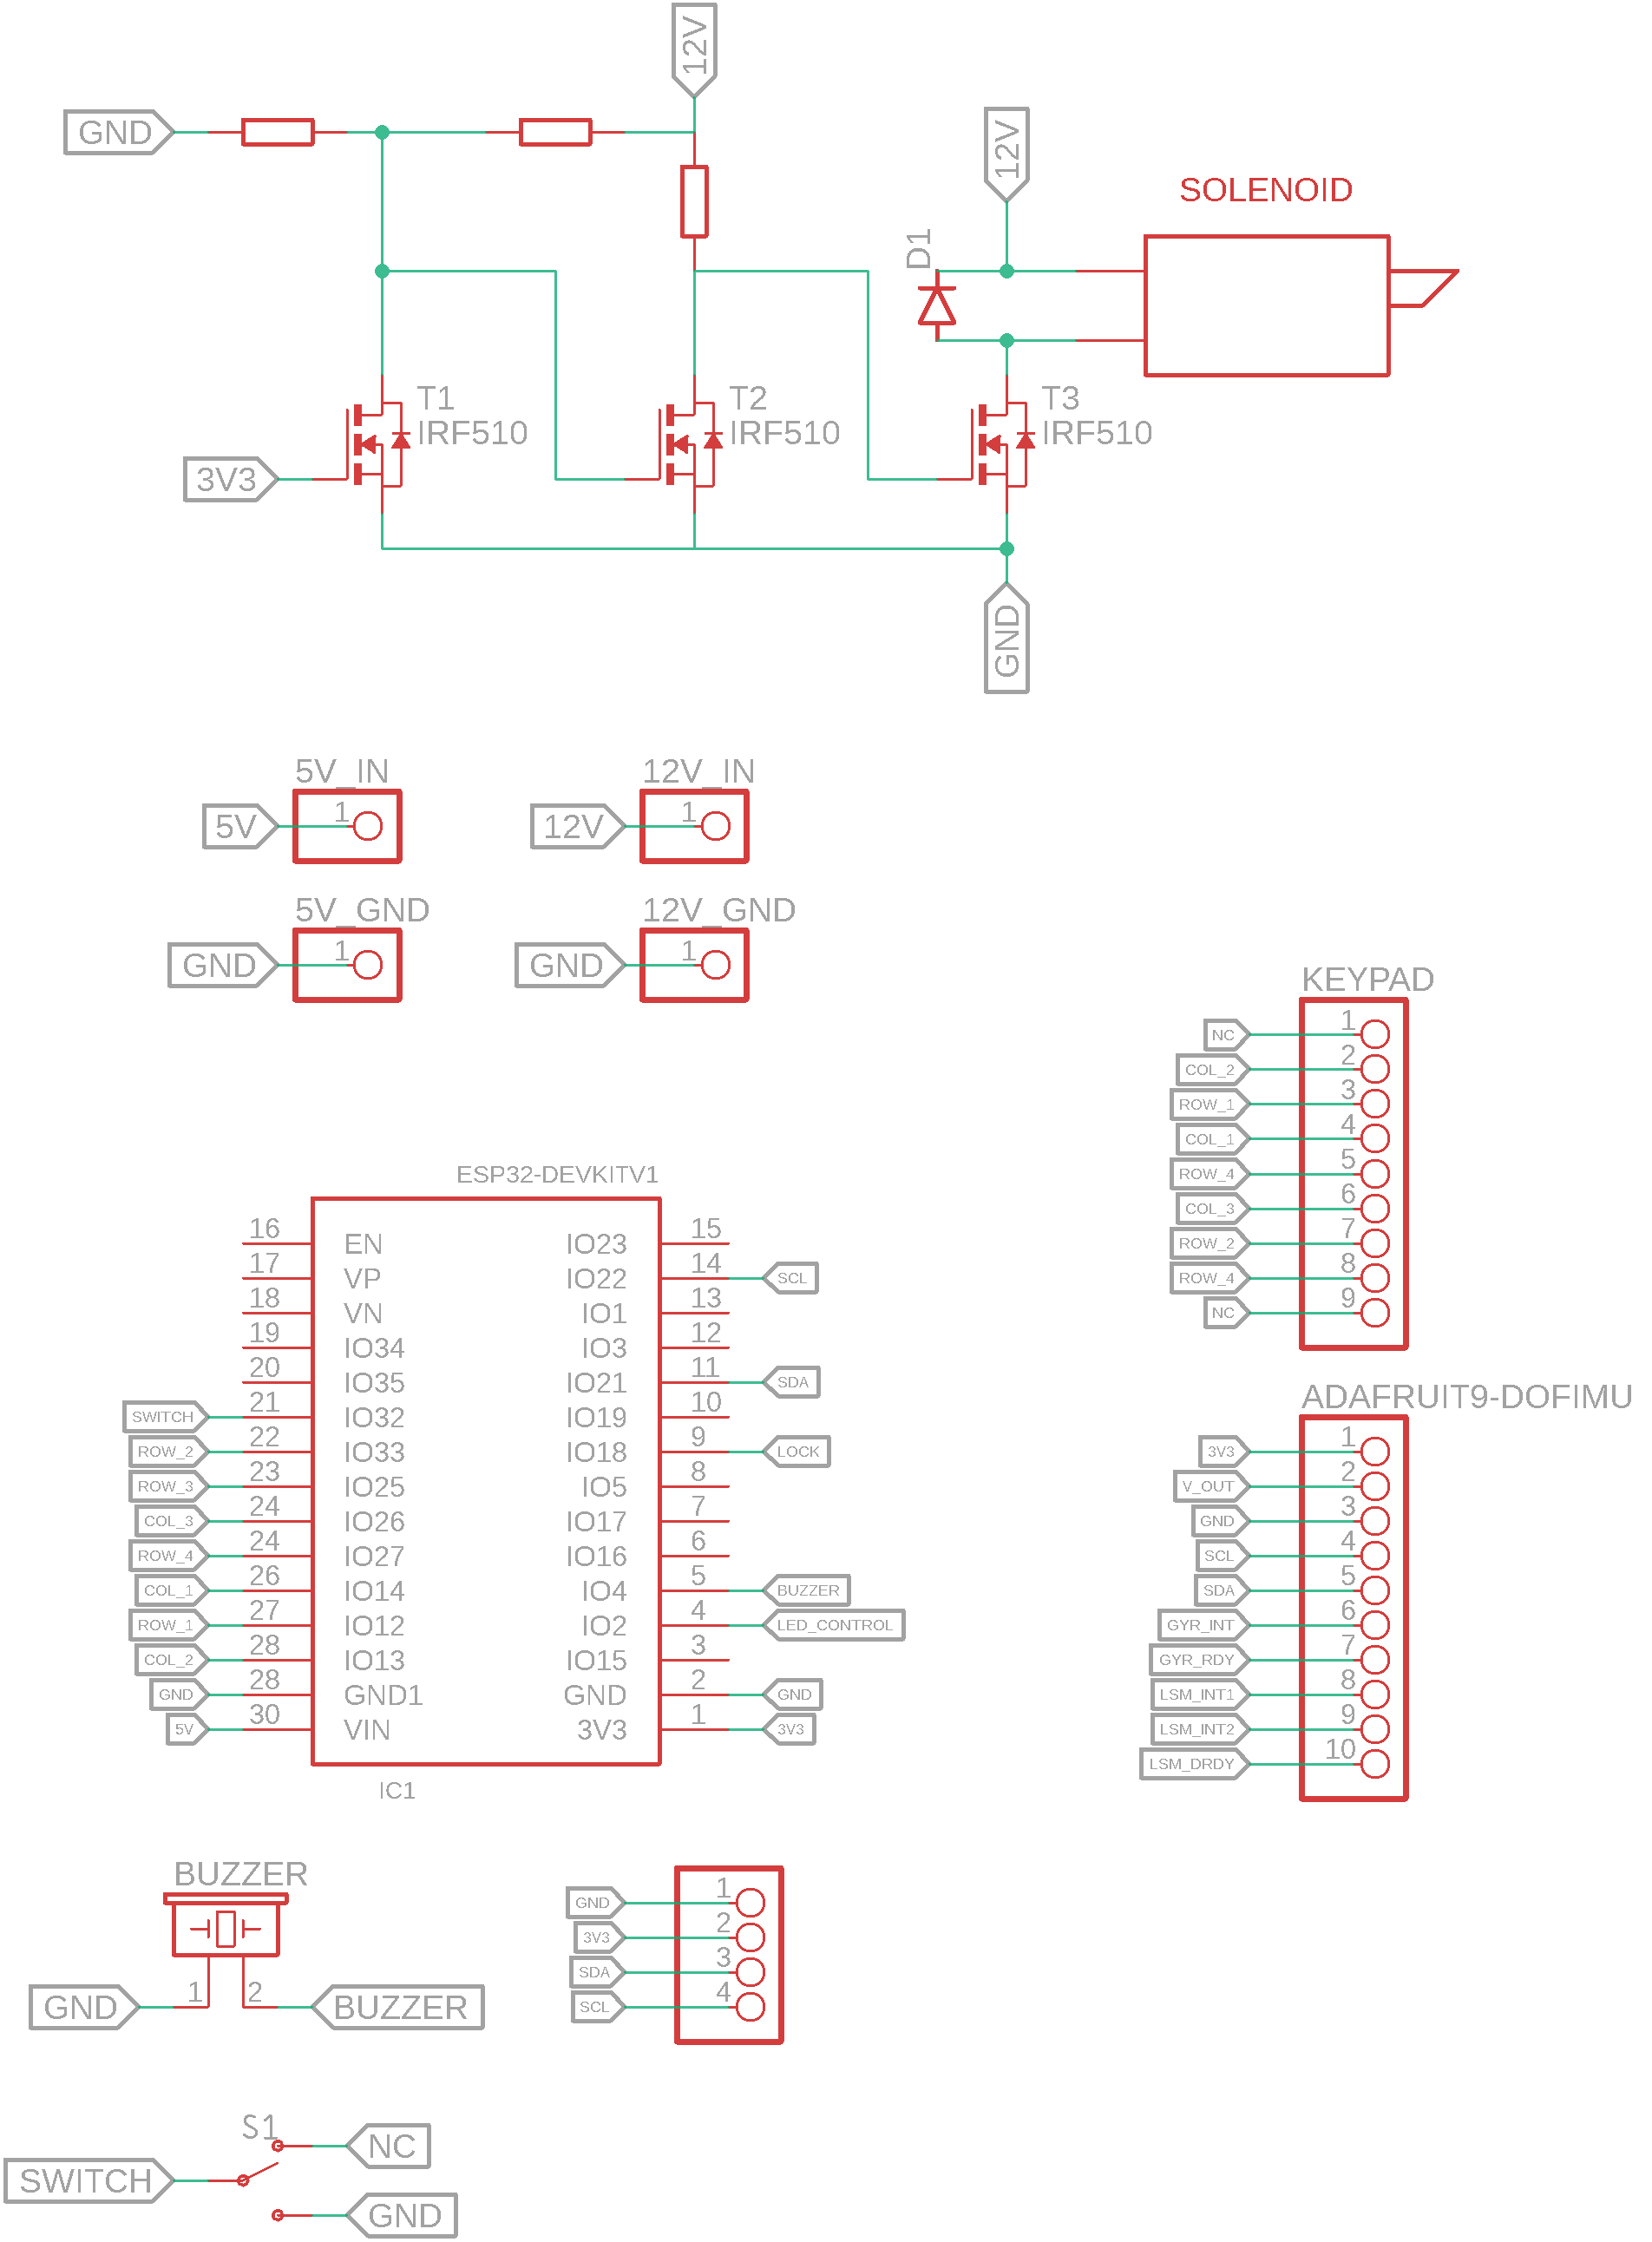 12V
GND
12V
SOLENOID
D1
T1
IRF510
T2
IRF510
T3
IRF510
3V3
GND
5V_IN
5V
1
12V_IN
12V
1
5V_GND
GND
1
12V_GND
GND
1
KEYPAD
NC 1
COL_2 2
ROW_1 3
COL_1 4
ROW_4 5
COL_3 6
ROW_2 7
ROW_4 8
NC 9
ESP32-DEVKITV1
16 EN IO23 15
17 VP IO22 14 SCL
18 VN IO1 13
19 IO34 IO3 12
20 IO35 IO21 11 SDA
SWITCH 21 IO32 IO19 10
ROW_2 22 IO33 IO18 9 LOCK
ROW_3 23 IO25 IO5 8
COL_3 24 IO26 IO17 7
ROW_4 24 IO27 IO16 6
COL_1 26 IO14 IO4 5 BUZZER
ROW_1 27 IO12 IO2 4 LED_CONTROL
COL_2 28 IO13 IO15 3
GND 28 GND1 GND 2 GND
5V 30 VIN 3V3 1 3V3
IC1
ADAFRUIT9-DOFIMU
3V3 1
V_OUT 2
GND 3
SCL 4
SDA 5
GYR_INT 6
GYR_RDY 7
LSM_INT1 8
LSM_INT2 9
LSM_DRDY 10
BUZZER
GND 1 2 BUZZER
GND 1
3V3 2
SDA 3
SCL 4
S1
NC
SWITCH
GND